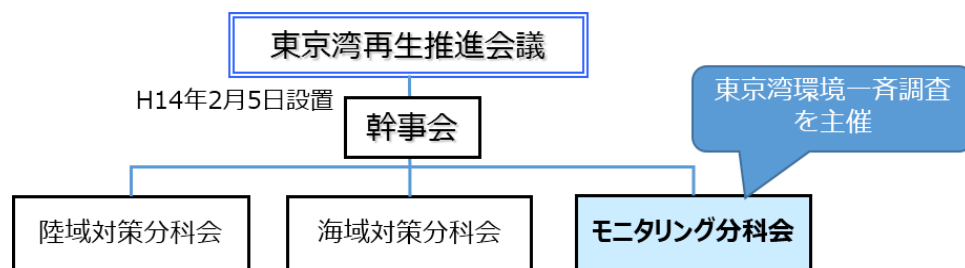 東京湾再生推進会議
H14年2月5日設置
幹事会
東京湾環境一斉調査
を主催
陸域対策分科会
海域対策分科会
モニタリング分科会